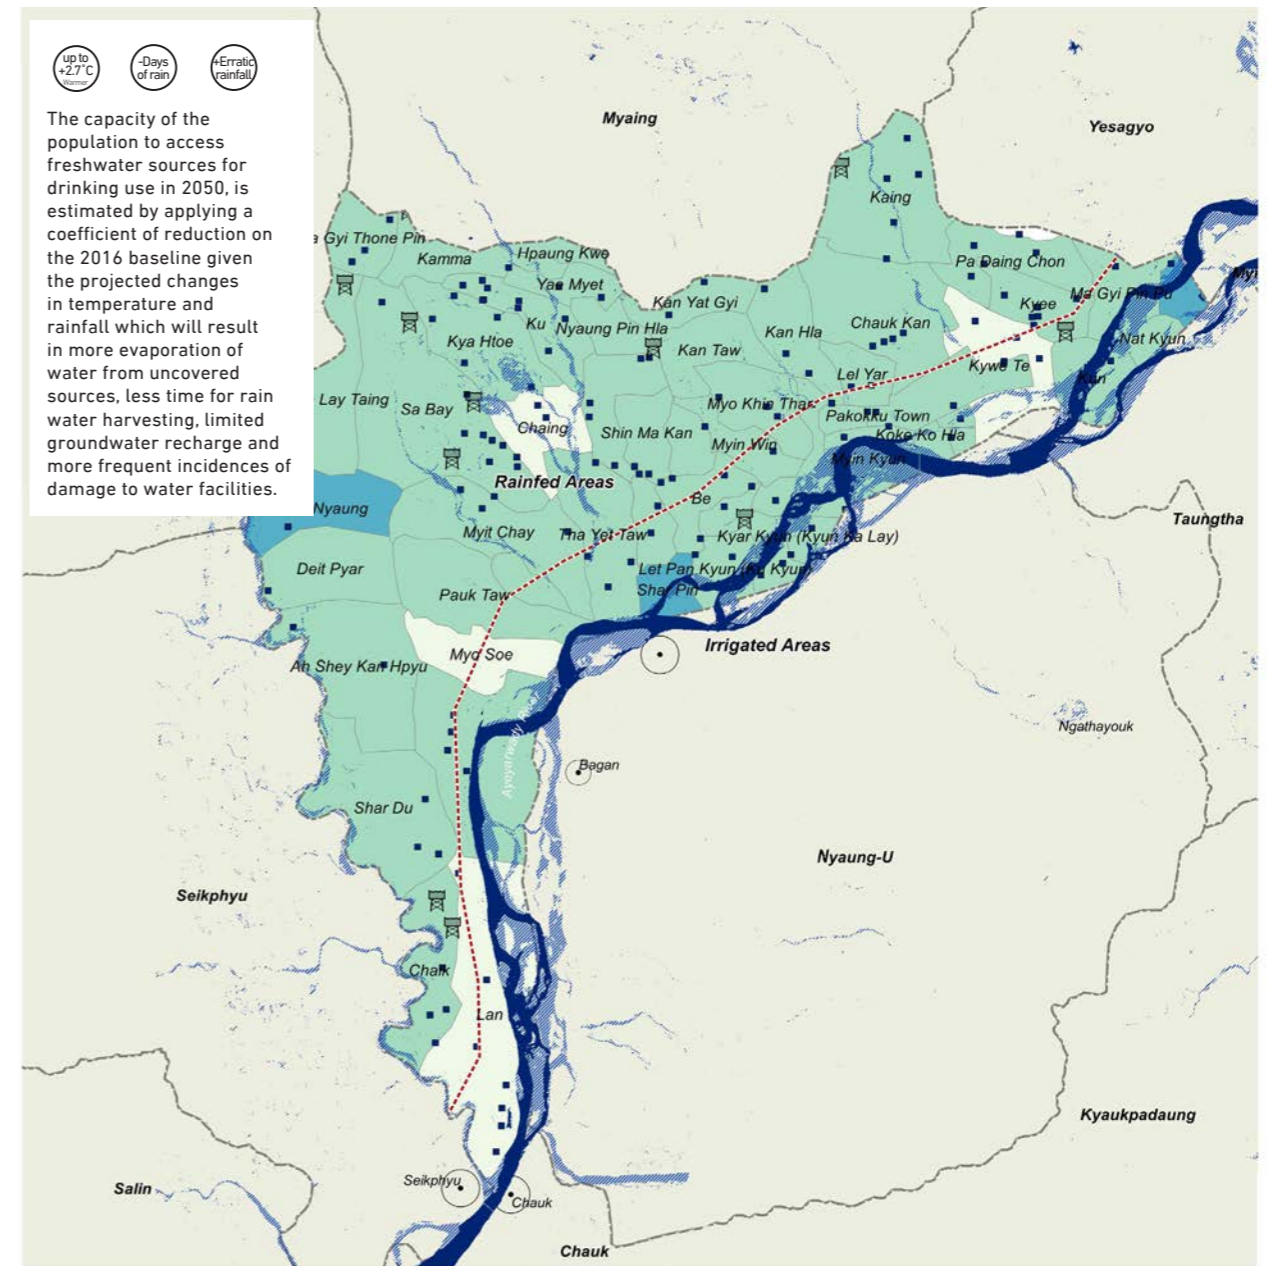 up to
+2.7˚C
Warmer
-Days
of rain
+Erratic
rainfall
The capacity of the
population to access
freshwater sources for
drinking use in 2050, is
estimated by applying a
coefficient of reduction on
the 2016 baseline given
the projected changes
in temperature and
rainfall which will result
in more evaporation of
water from uncovered
sources, less time for rain
water harvesting, limited
groundwater recharge and
more frequent incidences of
damage to water facilities.
Myaing
Yesagyo
Kaing
a Gyi Thone Pin
Kamma
Hpaung Kwe
Pa Daing Chon
Yae Myet
Ma Gyi Pin Pu
Kan Yat Gyi
Kyee
Ku
Nyaung Pin Hla
Kan Hla
Chauk Kan
Nat Kyun
Kya Htoe
Kan Taw
Kywe Te
Lel Yar
Kun
Lay Taing
Sa Bay
Myo Khin Thar
Pakokku Town
Chaing
Shin Ma Kan
Myin Win
Koke Ko Hla
Myin Kyun
Rainfed Areas
Be
Nyaung
Taungtha
Myit Chay
Tha Yet Taw
Kyar Kyun (Kyun Ka Lay)
Deit Pyar
Let Pan Kyun (Ku Kyun)
Shar Pin
Pauk Taw
Irrigated Areas
Myo Soe
Ah Shey Kan Hpyu
Ayeyarwady River
Ngathayouk
Bagan
Shar Du
Nyaung-U
Seikphyu
Chaik
Lan
Kyaukpadaung
Seikphyu
Salin
Chauk
Chauk